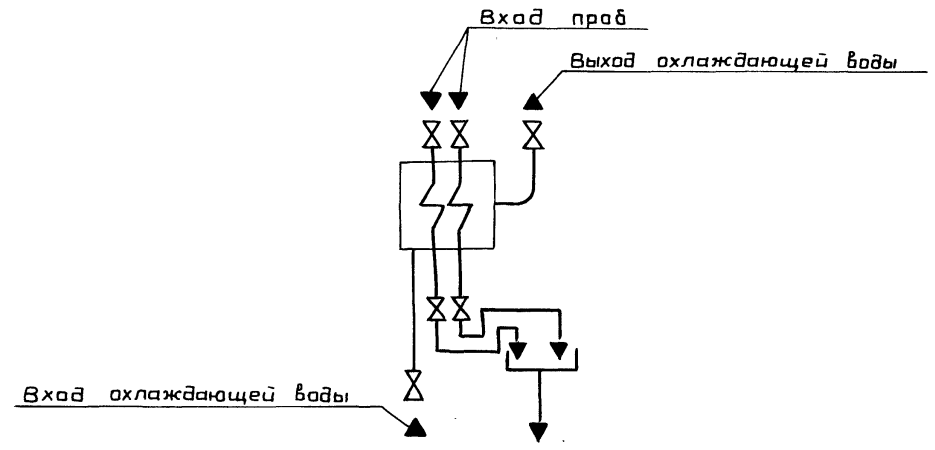 Вход проб
Выход охлаждающей воды
Вход охлаждающей воды